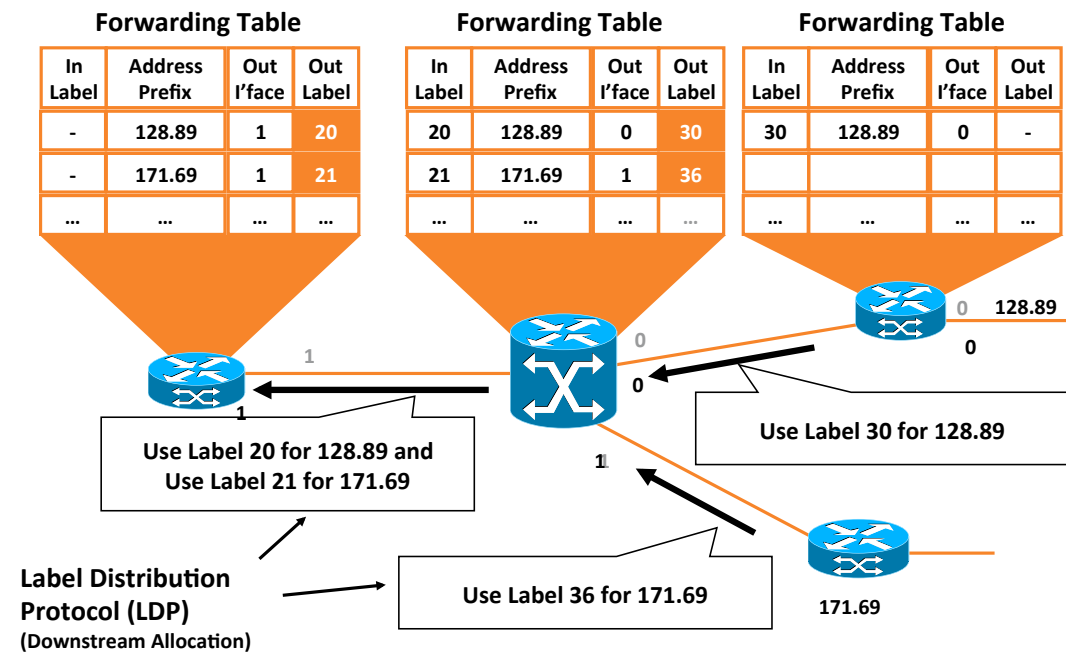 Forwarding Table
In Label Address Prefix Out I’face Out Label
- 128.89 1 20
- 171.69 1 21
... ... ... ...
Forwarding Table
In Label Address Prefix Out I’face Out Label
20 128.89 0 30
21 171.69 1 36
... ... ... ...
Forwarding Table
In Label Address Prefix Out I’face Out Label
30 128.89 0 -
... ... ... ...
1
1
0
0
0 128.89
0
1
1
Use Label 20 for 128.89 and
Use Label 21 for 171.69
Use Label 30 for 128.89
Use Label 36 for 171.69
171.69
Label Distribution
Protocol (LDP)
(Downstream Allocation)